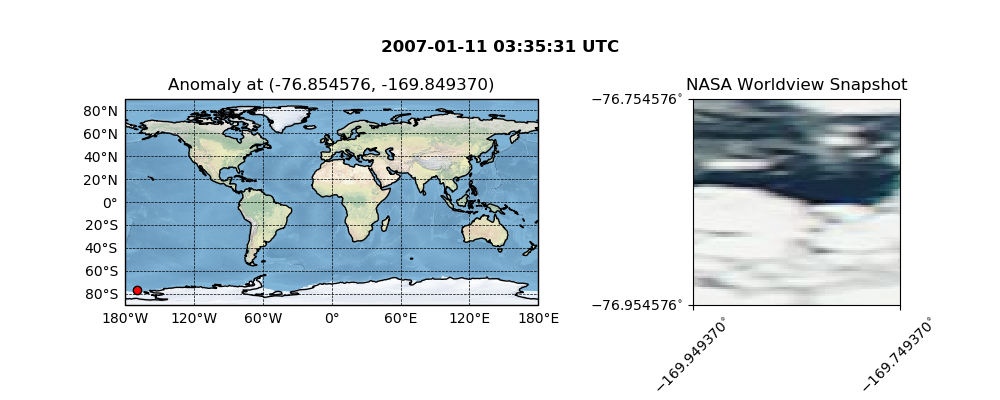 2007-01-11 03:35:31 UTC
Anomaly at (-76.854576, -169.849370)
NASA Worldview Snapshot
80°N
60°N
40°N
20°N
0°
20°S
40°S
60°S
80°S
180°W 120°W 60°W 0° 60°E 120°E 180°E
−76.754576°
−76.954576°
−169.949370°
−169.749370°